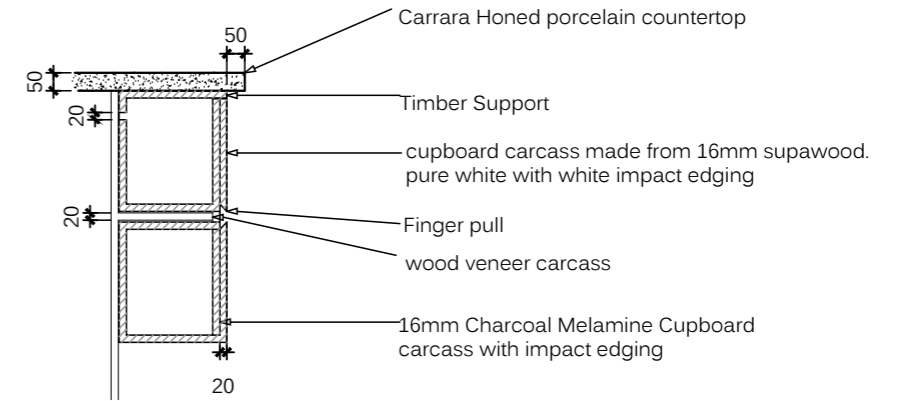 Carrara Honed porcelain countertop
50
50
Timber Support
20
cupboard carcass made from 16mm supawood.
pure white with white impact edging
20
Finger pull
wood veneer carcass
16mm Charcoal Melamine Cupboard
carcass with impact edging
20